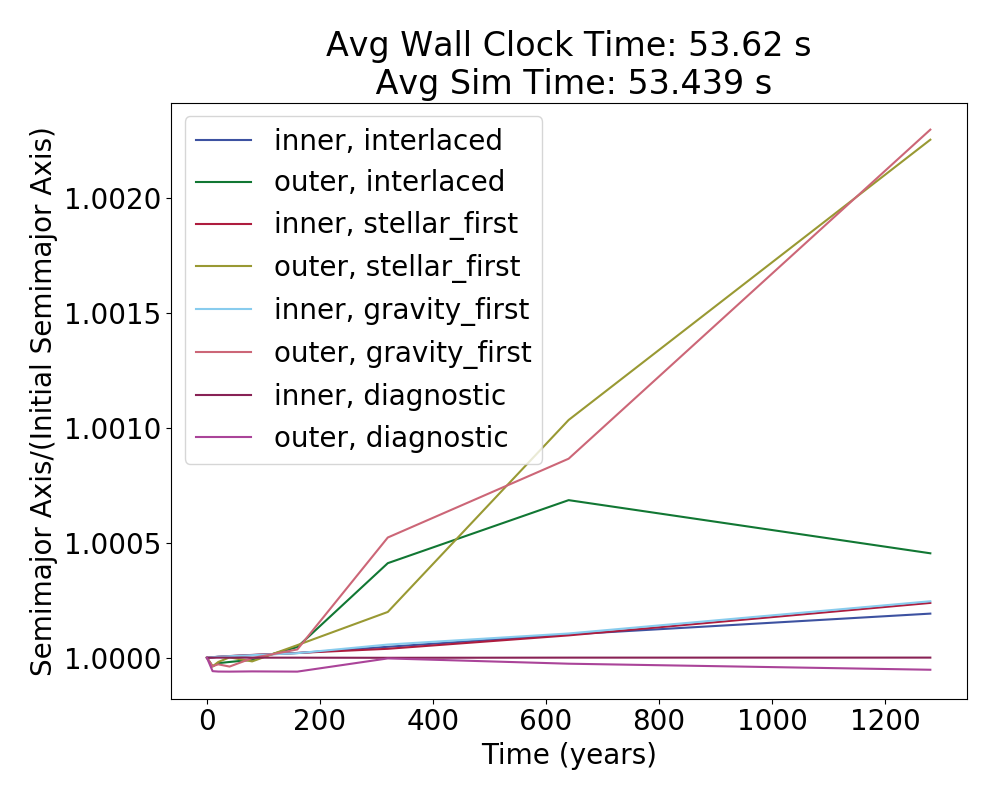 Avg Wall Clock Time: 53.62 s
Avg Sim Time: 53.439 s
Semimajor Axis/(Initial Semimajor Axis)
1.0020
1.0015
1.0010
1.0005
1.0000
inner, interlaced
outer, interlaced
inner, stellar_first
outer, stellar_first
inner, gravity_first
outer, gravity_first
inner, diagnostic
outer, diagnostic
0 200 400 600 800 1000 1200
Time (years)